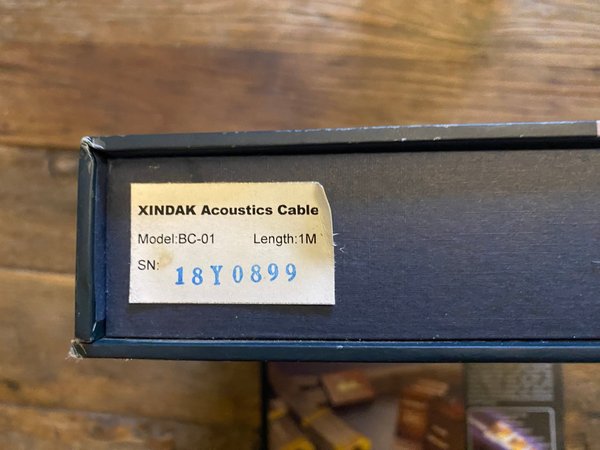 XINDAK Acoustics Cable
Model:BC-01 Length:1M
SN: 18Y0899